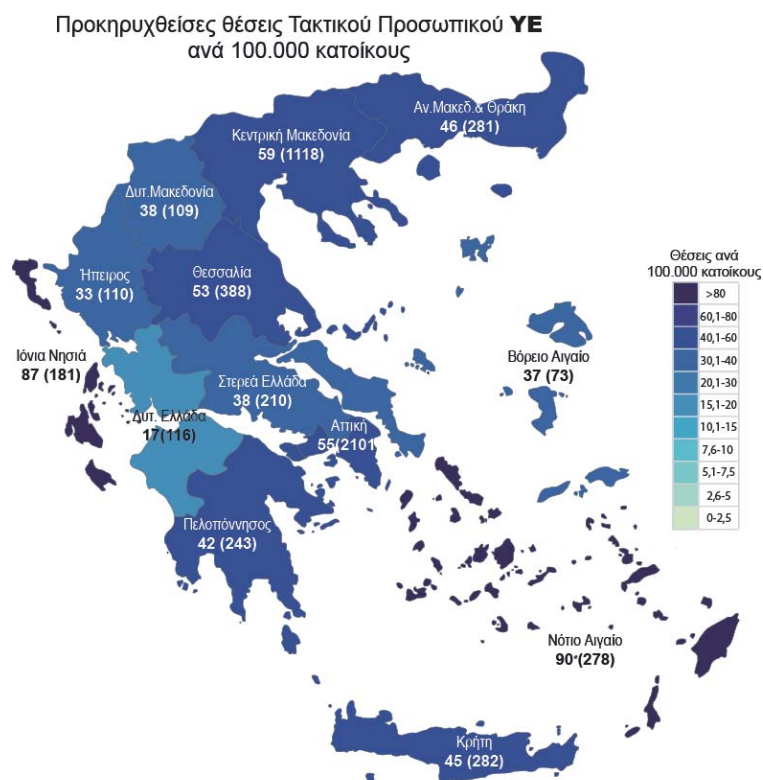 Προκηρυχθείσες θέσεις Τακτικού Προσωπικού ΥΕ
ανά 100.000 κατοίκους
Αν.Μακεδ.& Θράκη
46 (281)
Κεντρική Μακεδονία
59 (1118)
Δυτ.Μακεδονία
38 (109)
Ήπειρος
33 (110)
Θεσσαλία
53 (388)
Θέσεις ανά
100.000 κατοίκους
>80
60,1-80
40,1-60
30,1-40
20,1-30
15,1-20
10,1-15
7,6-10
5,1-7,5
2,6-5
0-2,5
Ιόνια Νησιά
87 (181)
Βόρειο Αιγαίο
37 (73)
Στερεά Ελλάδα
38 (210)
Δυτ. Ελλάδα
17(116)
Αττική
55(2101
Πελοπόννησος
42 (243)
Νότιο Αιγαίο
90 (278)
Κρήτη
45 (282)